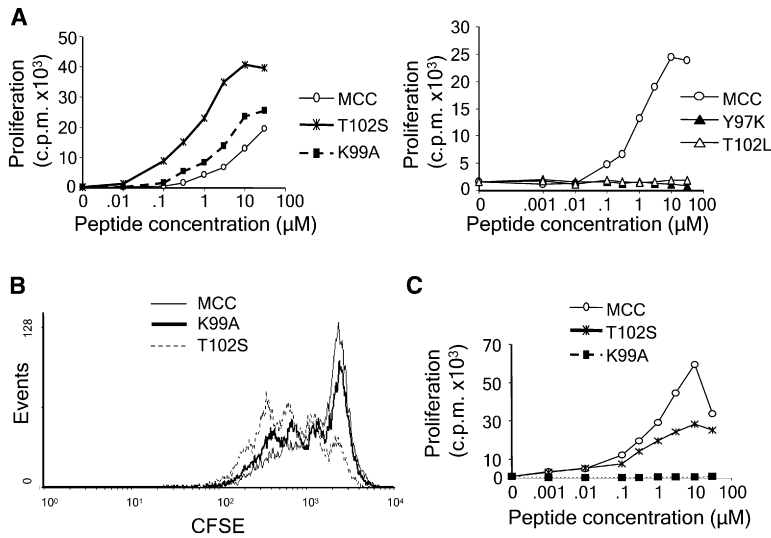 A
50
40
30
20
10
0
Proliferation
(c.p.m. x10³)
0 .01 .1 1 10 100
Peptide concentration (µM)
MCC
T102S
K99A
30
25
20
15
10
5
0
Proliferation
(c.p.m. x10³)
0 .001 .01 0.1 1 10 100
Peptide concentration (µM)
MCC
Y97K
T102L
B
MCC
K99A
T102S
128
0
Events
10⁰ 10¹ 10² 10³ 10⁴
CFSE
C
MCC
T102S
K99A
70
50
30
10
0
Proliferation
(c.p.m. x10³)
0 .001 .01 .1 1 10 100
Peptide concentration (µM)